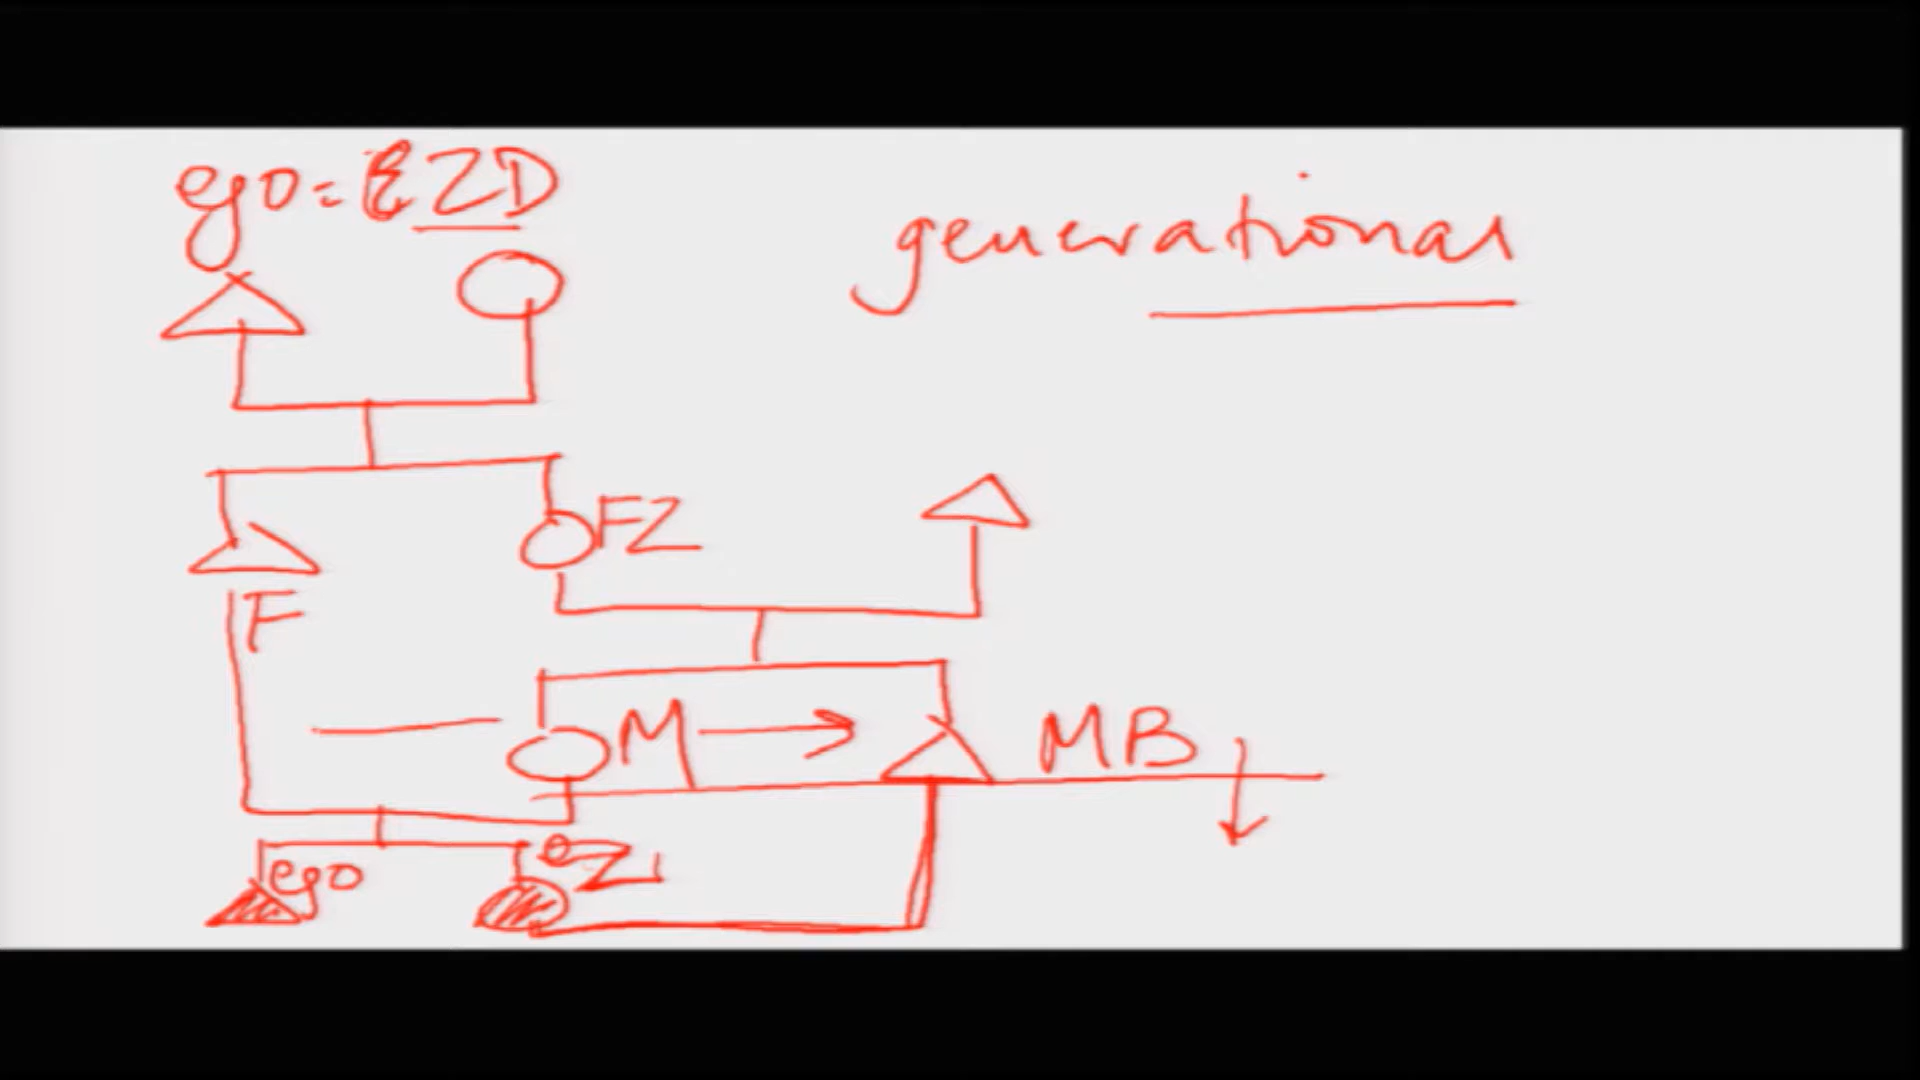 ego = eZD
generational
FZ
F
M → MB
ego eZ